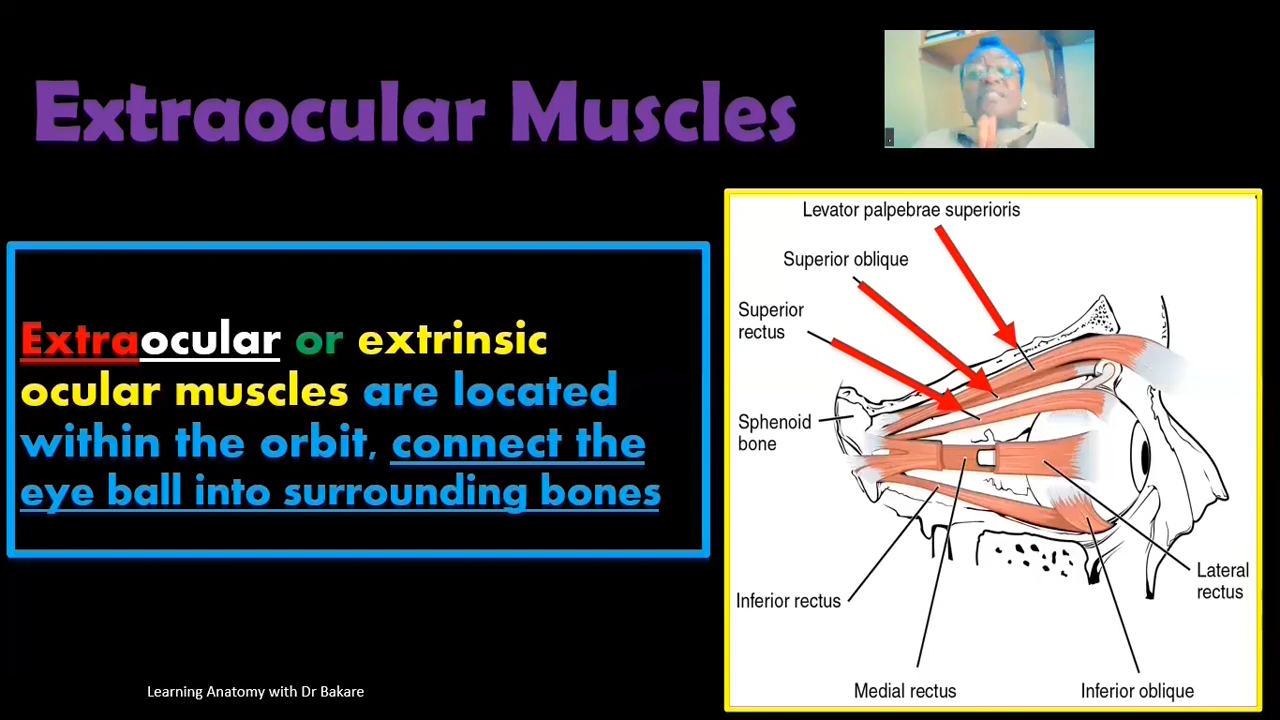 Extraocular Muscles
Extraocular or extrinsic
ocular muscles are located
within the orbit, connect the
eye ball into surrounding bones
Levator palpebrae superioris
Superior oblique
Superior
rectus
Sphenoid
bone
Inferior rectus
Medial rectus
Inferior oblique
Lateral
rectus
Learning Anatomy with Dr Bakare